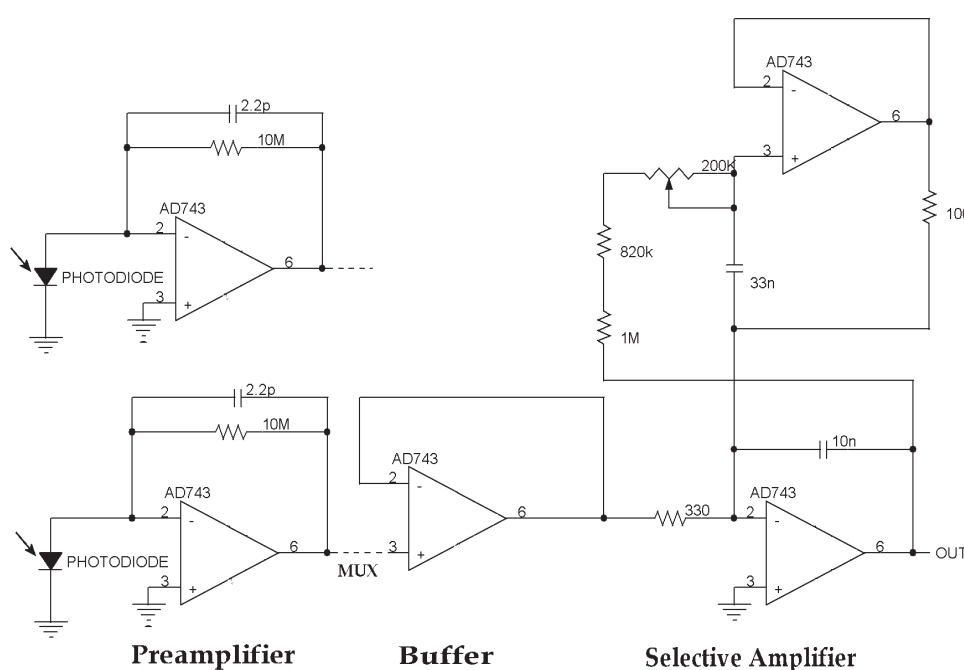 AD743
2
6
3
-
+
200K
100
820k
33n
1M
2.2p
10M
AD743
2
6
3
-
+
PHOTODIODE
2.2p
10M
AD743
2
6
3
-
+
PHOTODIODE
MUX
AD743
2
6
3
-
+
330
10n
AD743
2
6
3
-
+
OUT
Preamplifier
Buffer
Selective Amplifier